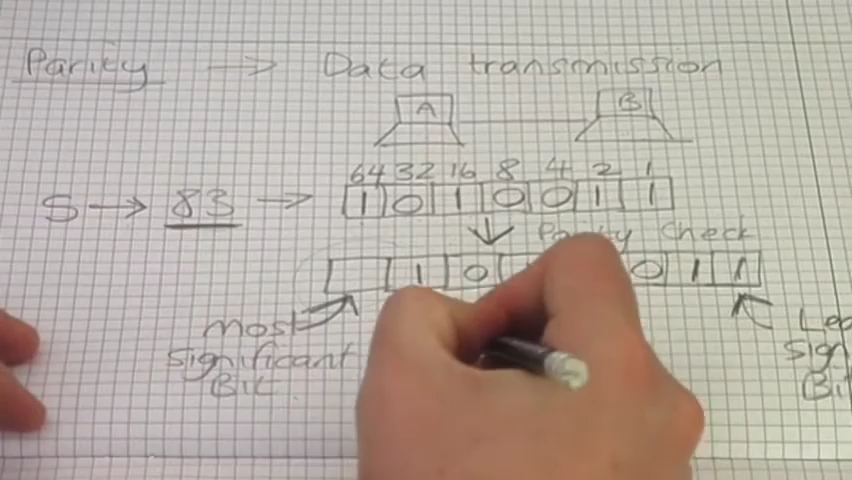 Parity → Data transmission
A B
64 32 16 8 4 2 1
S → 83 → 1 0 1 0 0 1 1
Parity Check
1 0 0 1 1
Most
Significant
Bit